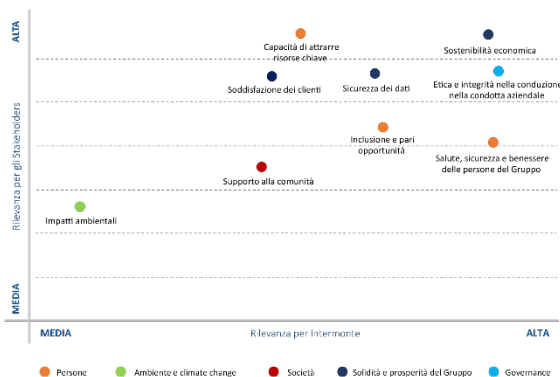 ALTA
Capacità di attrarre
risorse chiave
Sostenibilità economica
Soddisfazione dei clienti
Sicurezza dei dati
Etica e integrità nella conduzione
nella condotta aziendale
Rilevanza per gli Stakeholders
Inclusione e pari
opportunità
Salute, sicurezza e benessere
delle persone del Gruppo
Supporto alla comunità
Impatti ambientali
MEDIA
MEDIA
Rilevanza per Intermonte
ALTA
Persone
Ambiente e climate change
Società
Solidità e prosperità del Gruppo
Governance